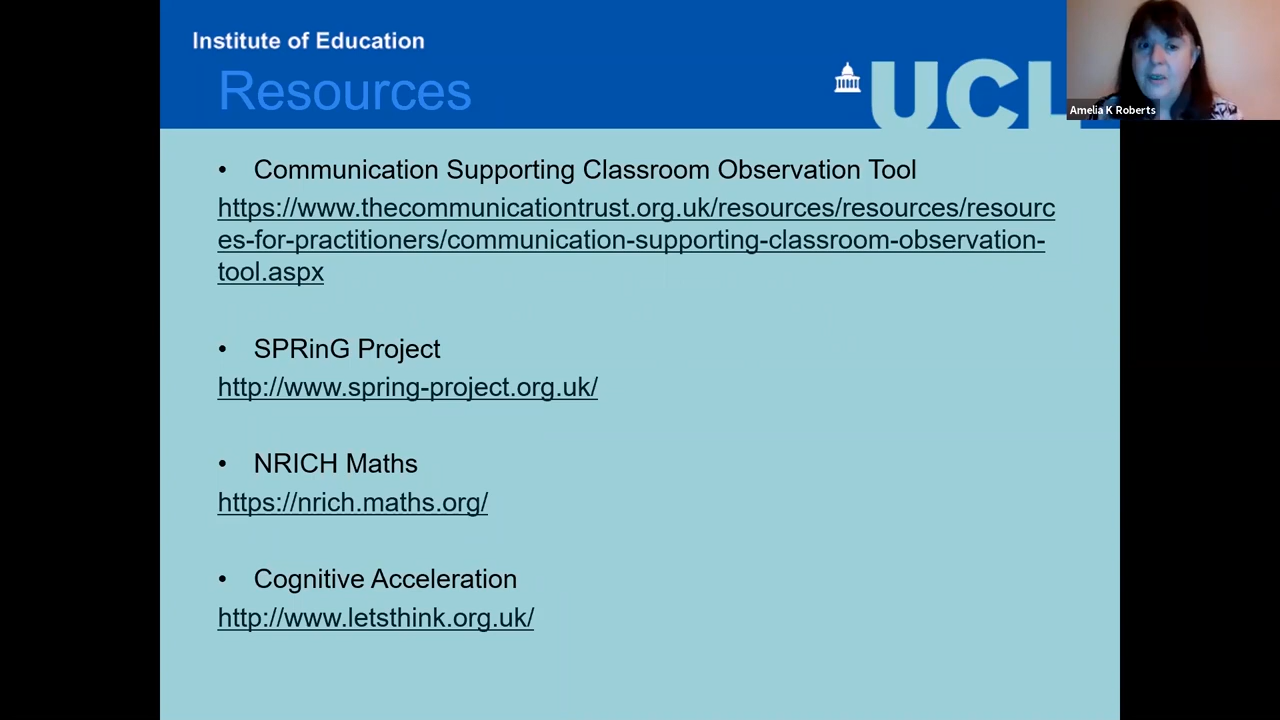 Institute of Education
Resources
UCL
Amelia K Roberts
• Communication Supporting Classroom Observation Tool
https://www.thecommunicationtrust.org.uk/resources/resources/resourc
es-for-practitioners/communication-supporting-classroom-observation-
tool.aspx
• SPRinG Project
http://www.spring-project.org.uk/
• NRICH Maths
https://nrich.maths.org/
• Cognitive Acceleration
http://www.letsthink.org.uk/